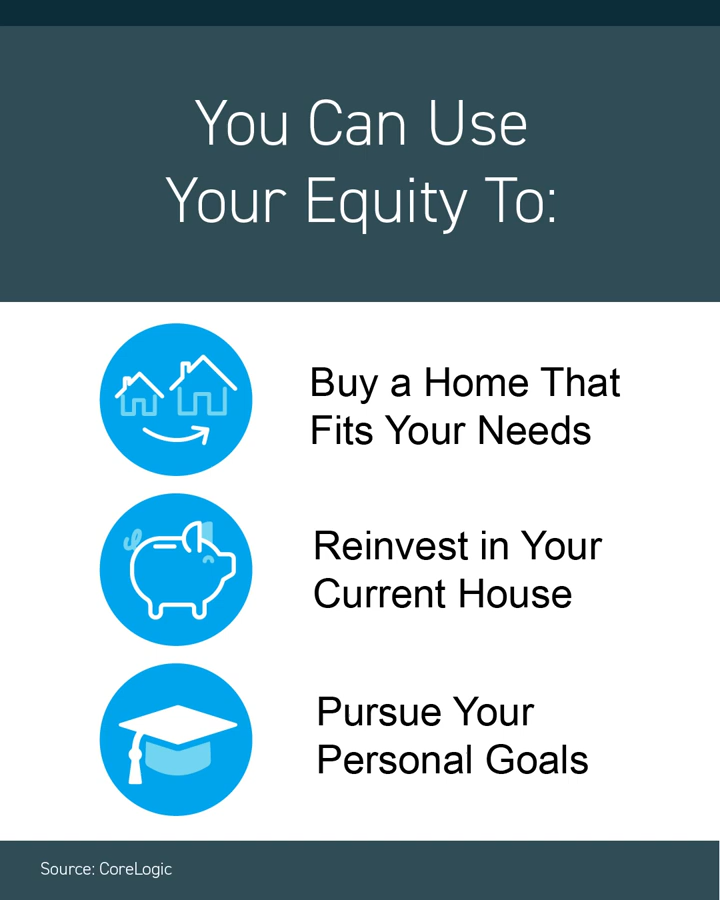 You Can Use
Your Equity To:
Buy a Home That
Fits Your Needs
Reinvest in Your
Current House
Pursue Your
Personal Goals
Source: CoreLogic